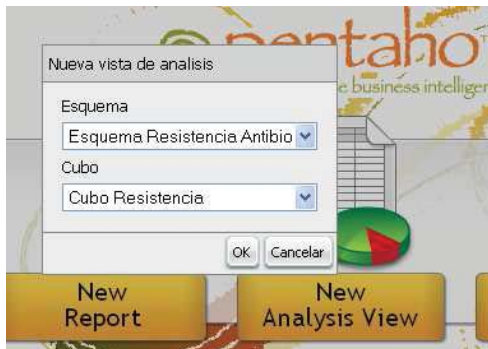 pentaho
Nueva vista de analisis
e business intelliger
Esquema
Esquema Resistencia Antibio
Cubo
Cubo Resistencia
OK Cancelar
New Report
New Analysis View